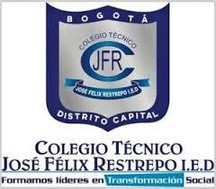 BOGOTÁ
COLEGIO TÉCNICO
JFR
JOSÉ FÉLIX RESTREPO I.E.D
DISTRITO CAPITAL
COLEGIO TÉCNICO
JOSÉ FÉLIX RESTREPO I.E.D
Formamos líderes en Transformación Social